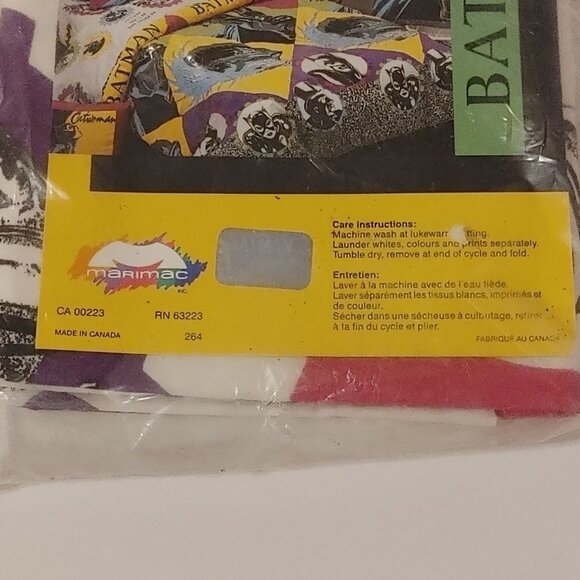 BATMAN
BATMAN
Catwoman
BAT
MARIMAC
INC
CA 00223
RN 63223
MADE IN CANADA
264
Care Instructions:
Machine wash at lukewarm setting.
Launder whites, colours and prints separately.
Tumble dry, remove at end of cycle and fold.
Entretien:
Laver à la machine avec de l'eau tiède.
Laver séparément les tissus blancs, imprimés et
de couleur.
Sécher dans une sécheuse à culbutage, retirer
à la fin du cycle et plier.
FABRIQUÉ AU CANADA